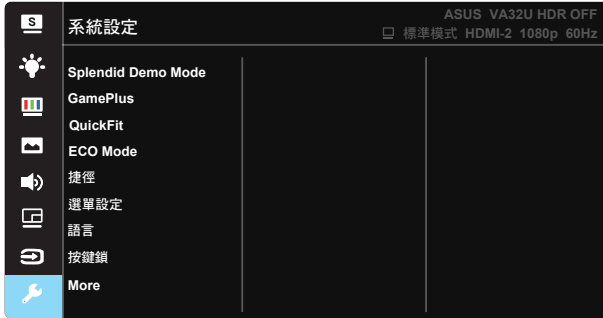 S
系統設定
ASUS VA32U HDR OFF
標準模式 HDMI-2 1080p 60Hz
Splendid Demo Mode
GamePlus
QuickFit
ECO Mode
捷徑
選單設定
語言
按鍵鎖
More